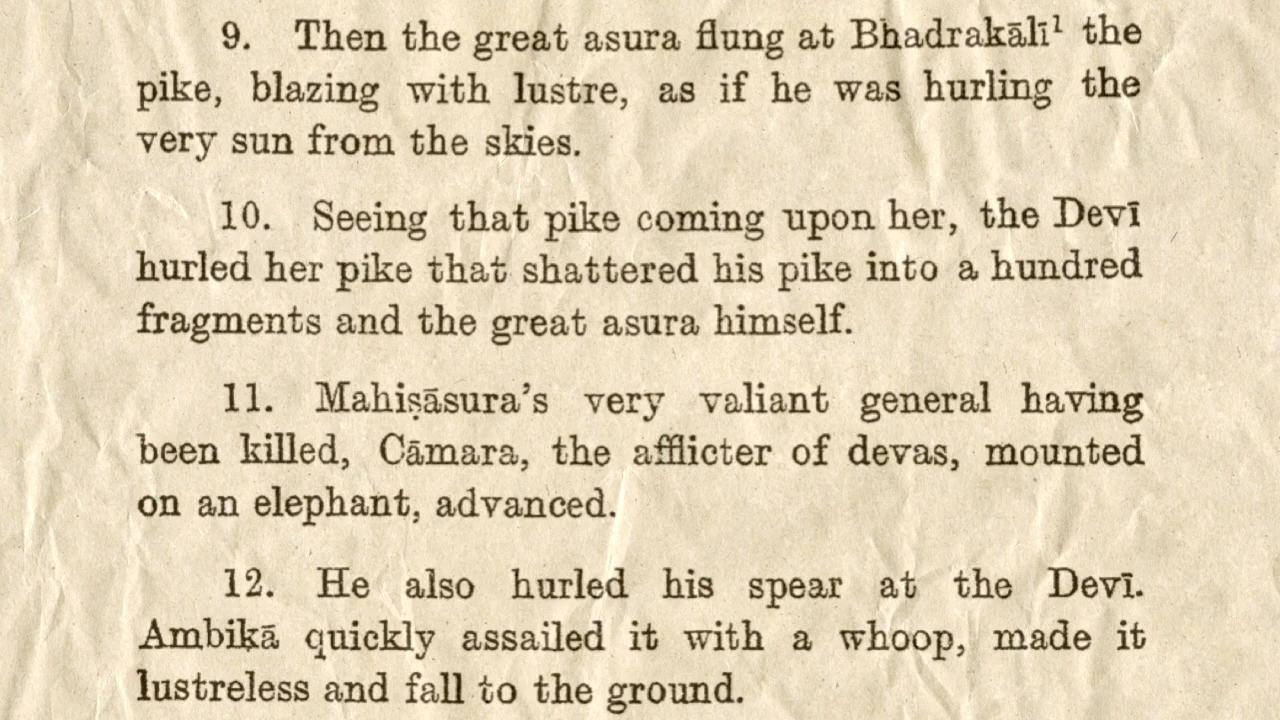 9. Then the great asura flung at Bhadrakālī¹ the
pike, blazing with lustre, as if he was hurling the
very sun from the skies.
10. Seeing that pike coming upon her, the Devī
hurled her pike that shattered his pike into a hundred
fragments and the great asura himself.
11. Mahiṣāsura's very valiant general having
been killed, Cāmara, the afflicter of devas, mounted
on an elephant, advanced.
12. He also hurled his spear at the Devī.
Ambikā quickly assailed it with a whoop, made it
lustreless and fall to the ground.